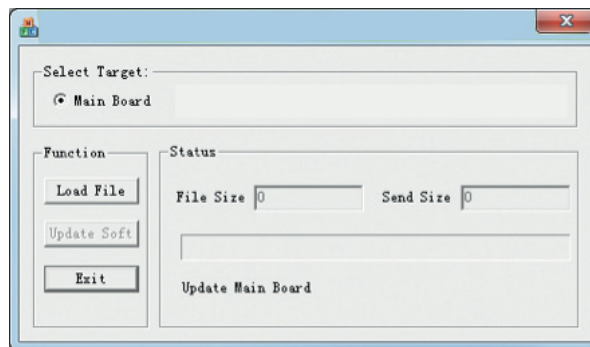 Select Target:
Main Board
Function
Load File
Update Soft
Exit
Status
File Size 0 Send Size 0
Update Main Board